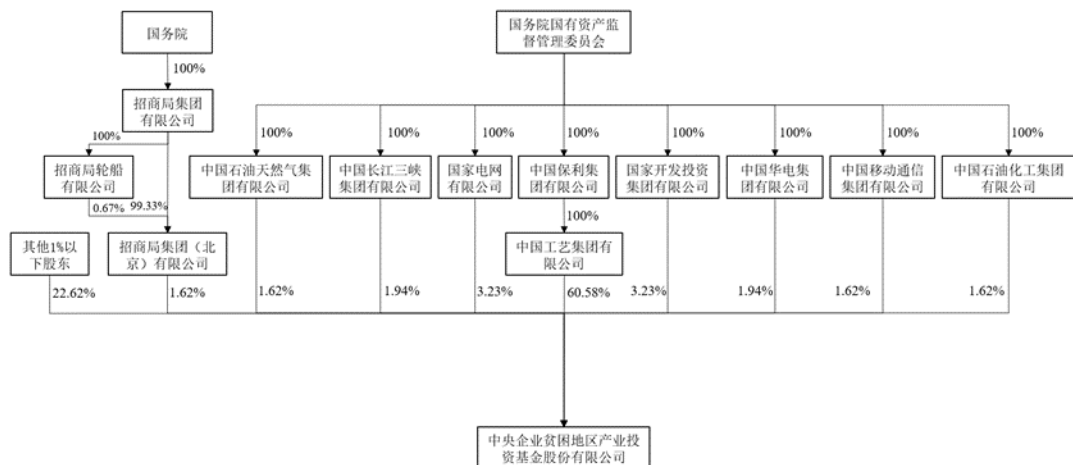 国务院
国务院国有资产监
督管理委员会
100%
招商局集团
有限公司
100%
100%
100%
100%
100%
100%
100%
100%
100%
招商局轮船
有限公司
中国石油天然气集
团有限公司
中国长江三峡
集团有限公司
国家电网
有限公司
中国保利集
团有限公司
国家开发投资
集团有限公司
中国华电集
团有限公司
中国移动通信
集团有限公司
中国石油化工集团
有限公司
0.67%
99.33%
100%
其他1%以
下股东
招商局集团（北
京）有限公司
中国工艺集团有
限公司
22.62%
1.62%
1.62%
1.94%
3.23%
60.58%
3.23%
1.94%
1.62%
1.62%
中央企业贫困地区产业投
资基金股份有限公司